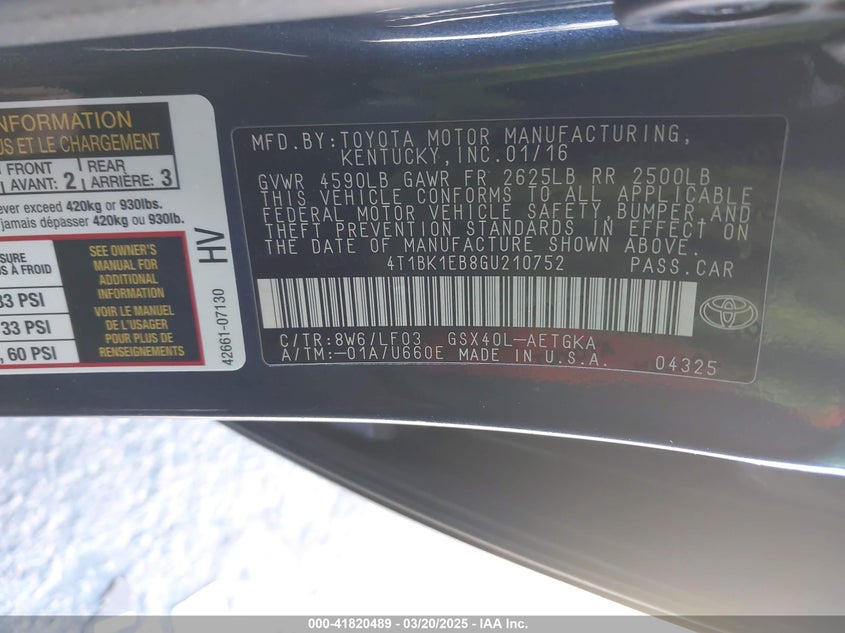 NFORMATION
US ET LE CHARGEMENT
FRONT
AVANT: 2
REAR
ARRIÈRE: 3
ever exceed 420kg or 930lbs.
jamais dépasser 420kg ou 930lb.
SURE
S À FROID
33 PSI
33 PSI
, 60 PSI
SEE OWNER'S
MANUAL FOR
ADDITIONAL
INFORMATION
VOIR LE MANUEL
DE L'USAGER
POUR PLUS DE
RENSEIGNEMENTS
HV
42661-07130
MFD.BY:TOYOTA MOTOR MANUFACTURING,
KENTUCKY,INC.01/16
GVWR 4590LB GAWR FR 2625LB RR 2500LB
THIS VEHICLE CONFORMS TO ALL APPLICABLE
FEDERAL MOTOR VEHICLE SAFETY,BUMPER,AND
THEFT PREVENTION STANDARDS IN EFFECT ON
THE DATE OF MANUFACTURE SHOWN ABOVE.
4T1BK1EB8GU210752 PASS.CAR
C/TR:8W6/LF03 GSX40L-AETGKA
A/TM:-01A/U660E MADE IN U.S.A. 04325
000-41820489 - 03/20/2025 - IAA Inc.